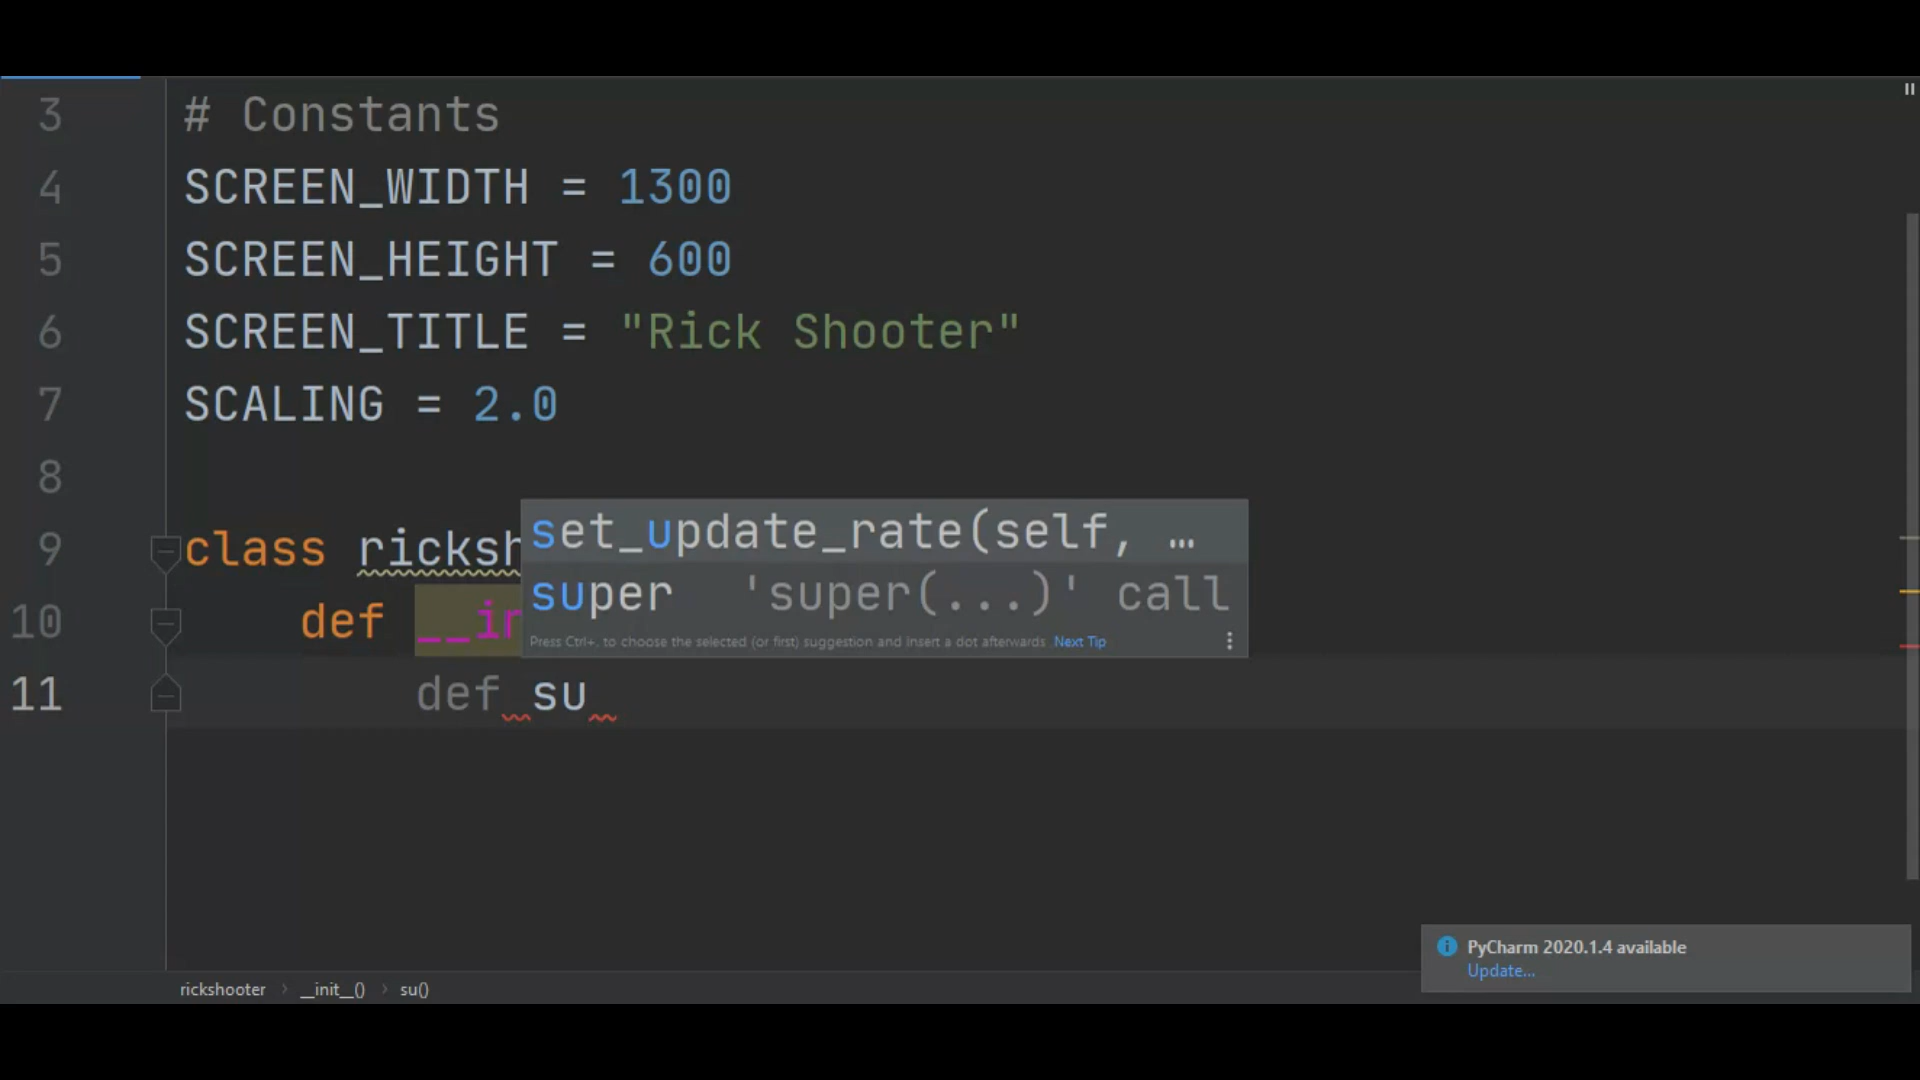 3 # Constants
4 SCREEN_WIDTH = 1300
5 SCREEN_HEIGHT = 600
6 SCREEN_TITLE = "Rick Shooter"
7 SCALING = 2.0
8
9 class ricksh
set_update_rate(self, …
super 'super(...)' call
10 def __in
Press Ctrl+. to choose the selected (or first) suggestion and insert a dot afterwards Next Tip
11 def su
PyCharm 2020.1.4 available
Update...
rickshooter > __init__() > su()